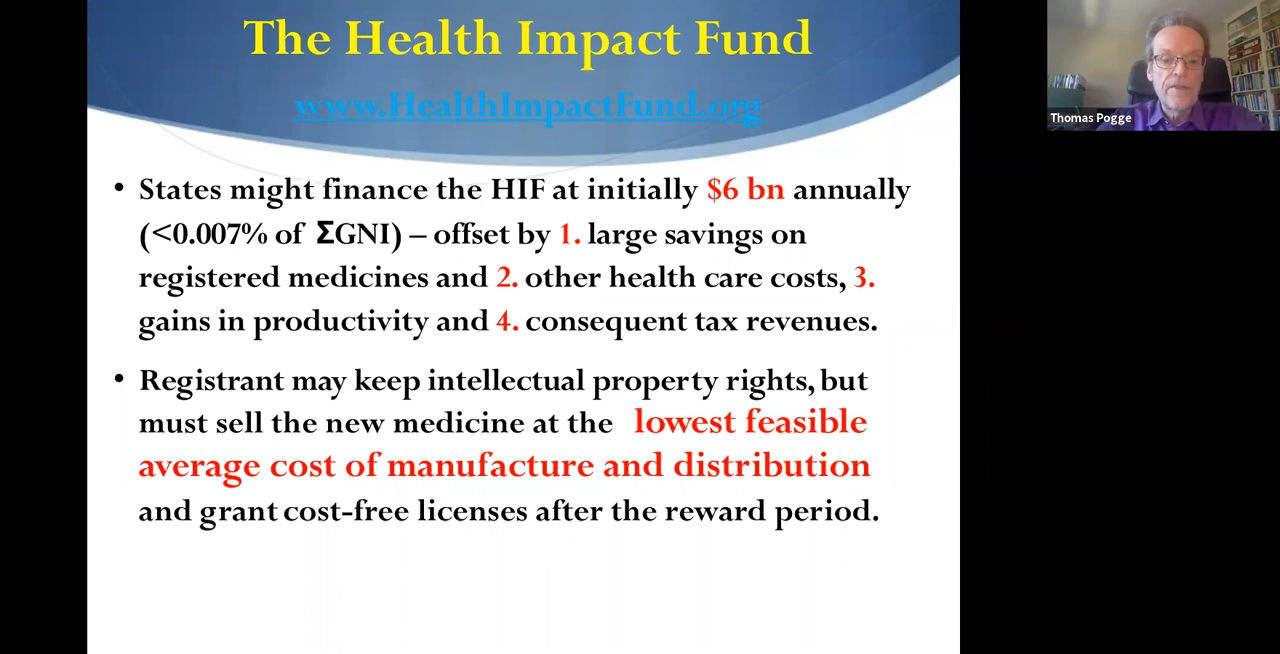 The Health Impact Fund
www.HealthImpactFund.org
• States might finance the HIF at initially $6 bn annually
(<0.007% of ΣGNI) – offset by 1. large savings on
registered medicines and 2. other health care costs, 3.
gains in productivity and 4. consequent tax revenues.
• Registrant may keep intellectual property rights, but
must sell the new medicine at the lowest feasible
average cost of manufacture and distribution
and grant cost-free licenses after the reward period.
Thomas Pogge